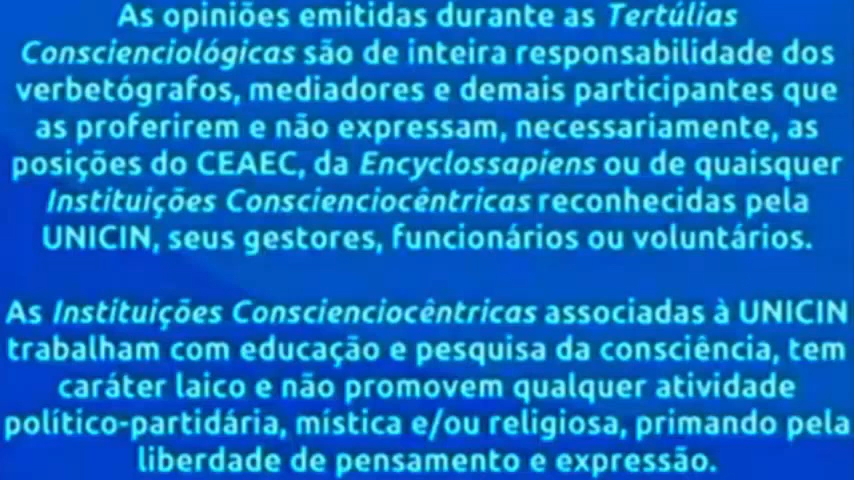 As opiniões emitidas durante as Tertúlias
Conscienciológicas são de inteira responsabilidade dos
verbetógrafos, mediadores e demais participantes que
as proferirem e não expressam, necessariamente, as
posições do CEAEC, da Encyclossapiens ou de quaisquer
Instituições Conscienciocêntricas reconhecidas pela
UNICIN, seus gestores, funcionários ou voluntários.
As Instituições Conscienciocêntricas associadas à UNICIN
trabalham com educação e pesquisa da consciência, tem
caráter laico e não promovem qualquer atividade
político-partidária, mística e/ou religiosa, primando pela
liberdade de pensamento e expressão.